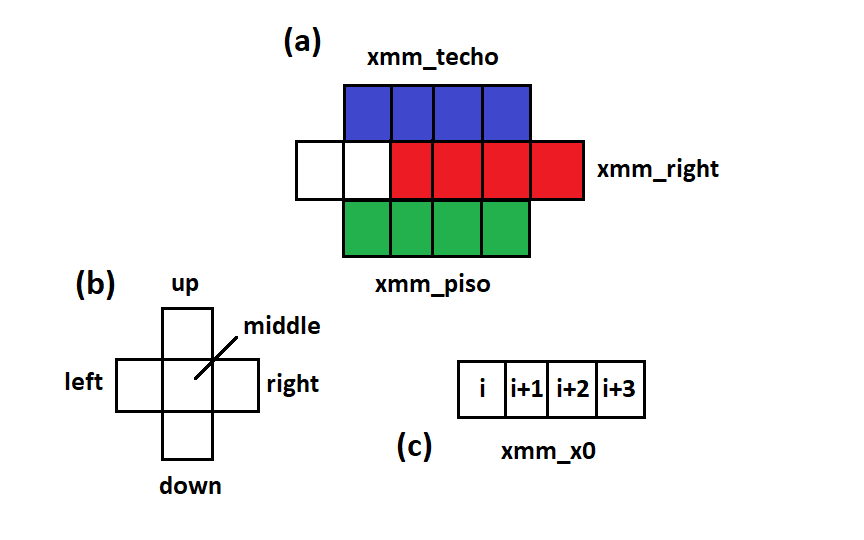 (a)
xmm_techo
xmm_right
xmm_piso
(b)
up
middle
left
right
down
i i+1 i+2 i+3
(c)
xmm_x0